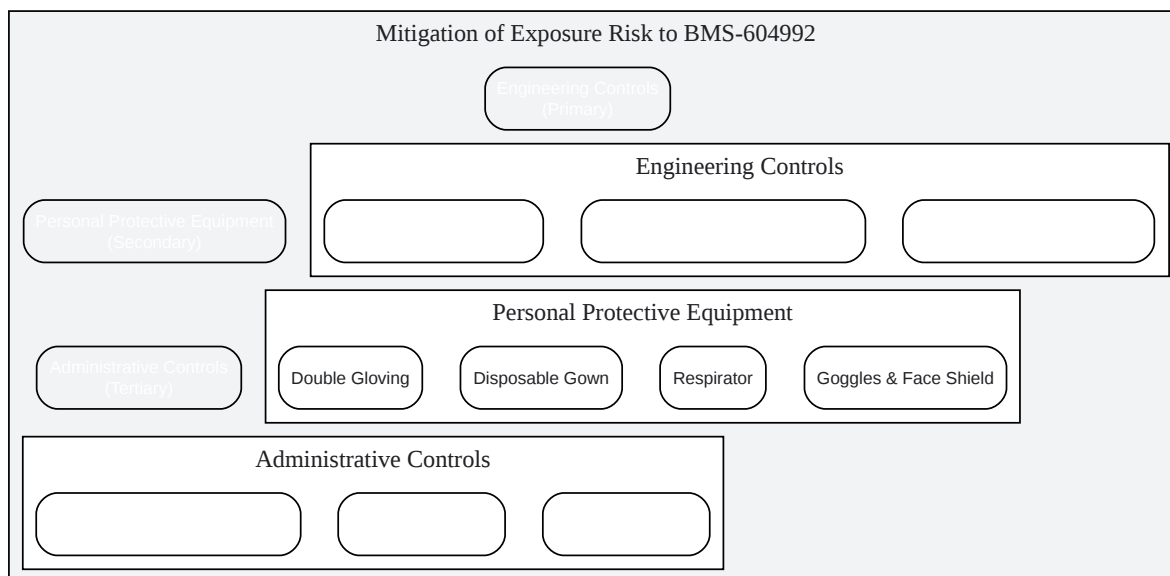 Mitigation of Exposure Risk to BMS-604992
Engineering Controls
(Primary)
Engineering Controls
Personal Protective Equipment
(Secondary)
Personal Protective Equipment
Administrative Controls
(Tertiary)
Double Gloving
Disposable Gown
Respirator
Goggles & Face Shield
Administrative Controls